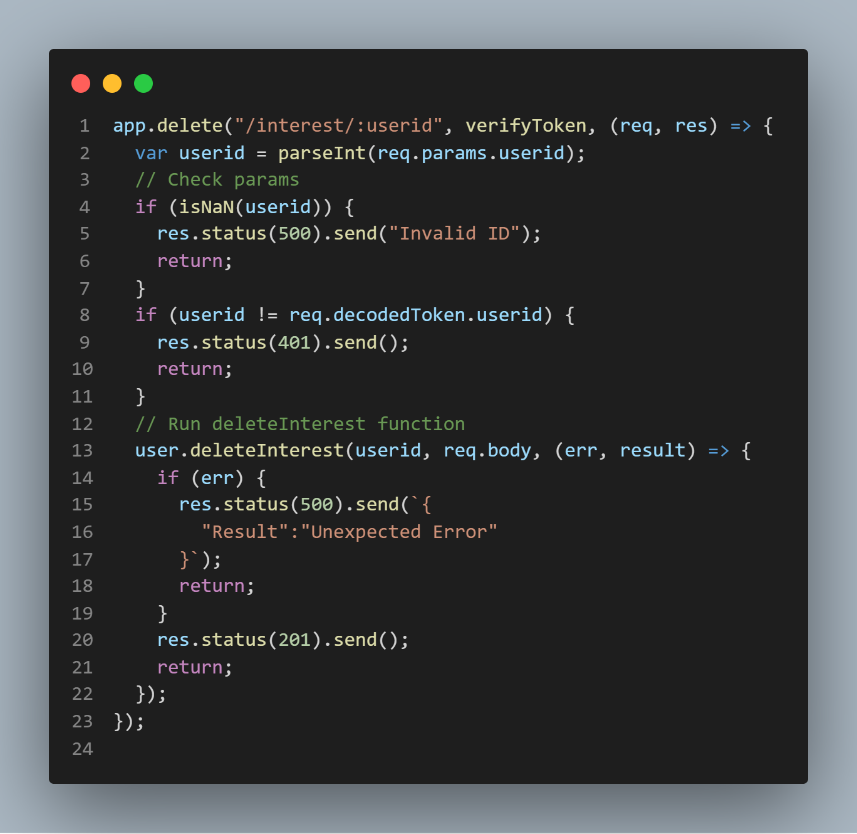 1 app.delete("/interest/:userid", verifyToken, (req, res) => {
2   var userid = parseInt(req.params.userid);
3   // Check params
4   if (isNaN(userid)) {
5     res.status(500).send("Invalid ID");
6     return;
7   }
8   if (userid != req.decodedToken.userid) {
9     res.status(401).send();
10     return;
11   }
12   // Run deleteInterest function
13   user.deleteInterest(userid, req.body, (err, result) => {
14     if (err) {
15       res.status(500).send(`{
16         "Result":"Unexpected Error"
17       }`);
18       return;
19     }
20     res.status(201).send();
21     return;
22   });
23 });
24